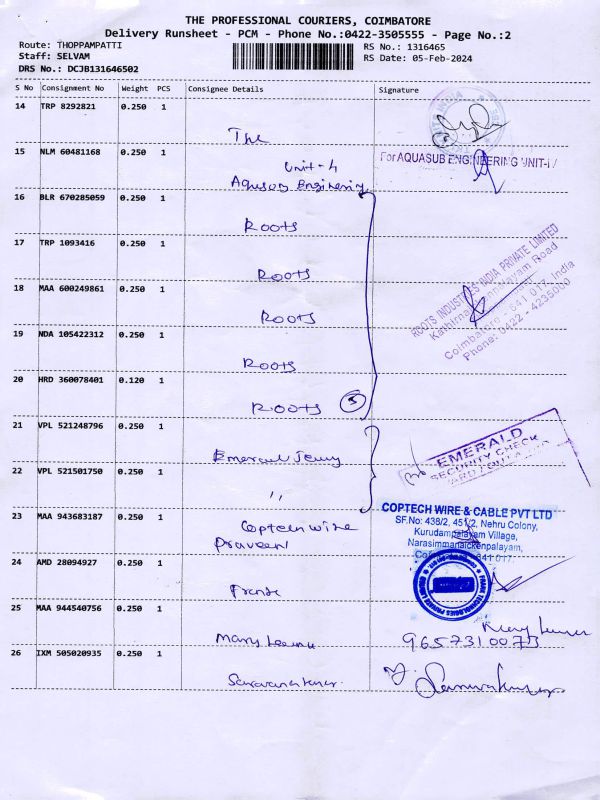 THE PROFESSIONAL COURIERS, COIMBATORE
Delivery Runsheet - PCM - Phone No.:0422-3505555 - Page No.:2
Route: THOPPAMPATTI
Staff: SELVAM
DRS No.: DCJB131646502
RS No.: 1316465
RS Date: 05-Feb-2024
S No Consignment No Weight PCS Consignee Details Signature
14 TRP 8292821 0.250 1
The
15 NLM 60481168 0.250 1
Unit-4
Aquasub Engineering
For AQUASUB ENGINEERING UNIT-I
16 BLR 670285059 0.250 1
Roots
17 TRP 1093416 0.250 1
Roots
18 MAA 600249861 0.250 1
Roots
ROOTS INDUSTRIES INDIA PRIVATE LIMITED
Kathirnaickenpalayam Road
Coimbatore - 641 017, India
Phone: 0422 - 4235000
19 NDA 105422312 0.250 1
Roots
20 HRD 360078401 0.120 1
Roots 5
21 VPL 521248796 0.250 1
Emerald
EMERALD
SECURITY CHECK
22 VPL 521501750 0.250 1
"
23 MAA 943683187 0.250 1
Coptech wire
Praveen
COPTECH WIRE & CABLE PVT LTD
SF.No: 438/2, 451/2, Nehru Colony,
Kurudampalayam Village,
Narasimmanaickenpalayam,
641 017.
24 AMD 28094927 0.250 1
25 MAA 944540756 0.250 1
Mary
9657310073
26 IXM 505020935 0.250 1
Saravanakumar